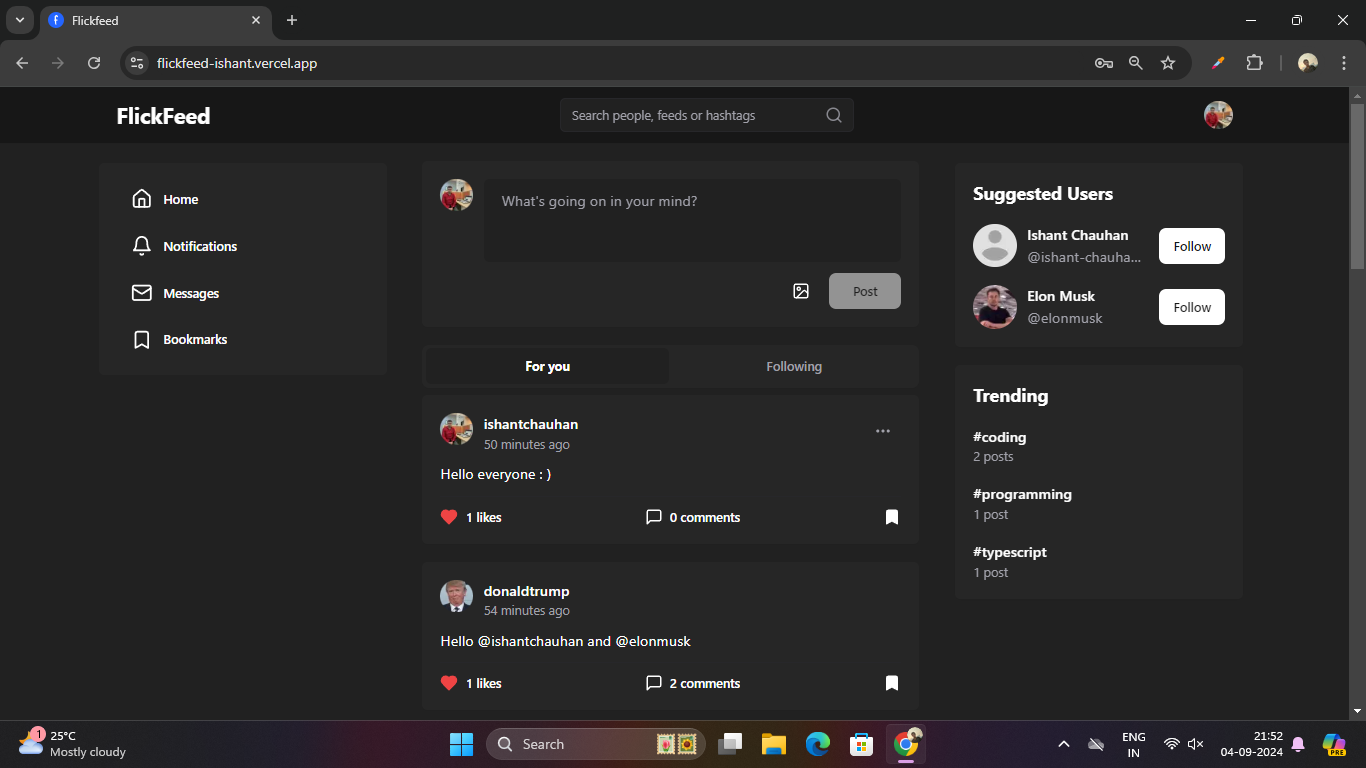 Flickfeed
flickfeed-ishant.vercel.app
FlickFeed
Search people, feeds or hashtags
Home
Notifications
Messages
Bookmarks
What's going on in your mind?
Post
For you
Following
ishantchauhan
50 minutes ago
Hello everyone : )
1 likes
0 comments
donaldtrump
54 minutes ago
Hello @ishantchauhan and @elonmusk
1 likes
2 comments
Suggested Users
Ishant Chauhan
@ishant-chauha...
Follow
Elon Musk
@elonmusk
Follow
Trending
#coding
2 posts
#programming
1 post
#typescript
1 post
1
25°C
Mostly cloudy
Search
PRE
ENG
IN
21:52
04-09-2024